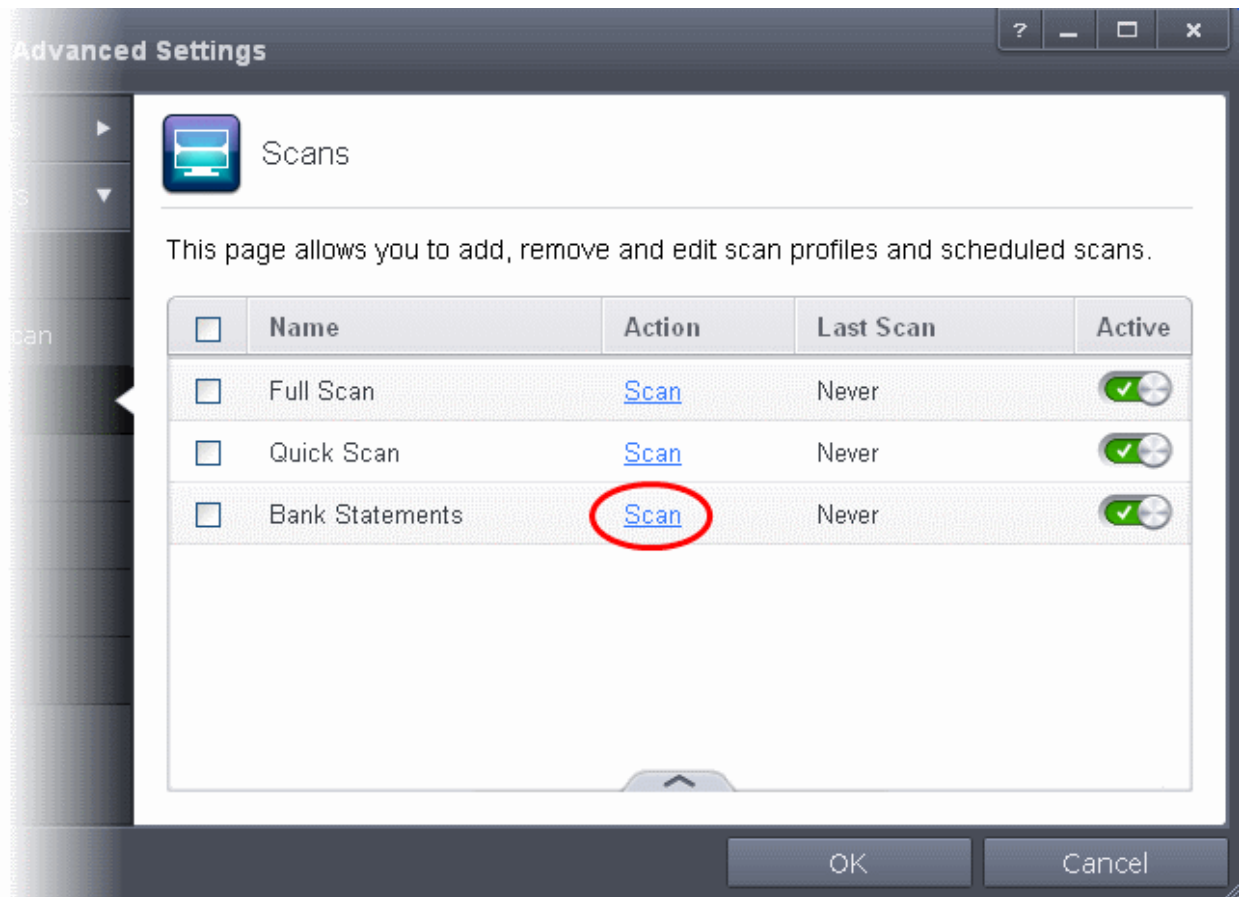 Advanced Settings
?
Scans
This page allows you to add, remove and edit scan profiles and scheduled scans.
Name Action Last Scan Active
Full Scan Scan Never
Quick Scan Scan Never
Bank Statements Scan Never
OK Cancel